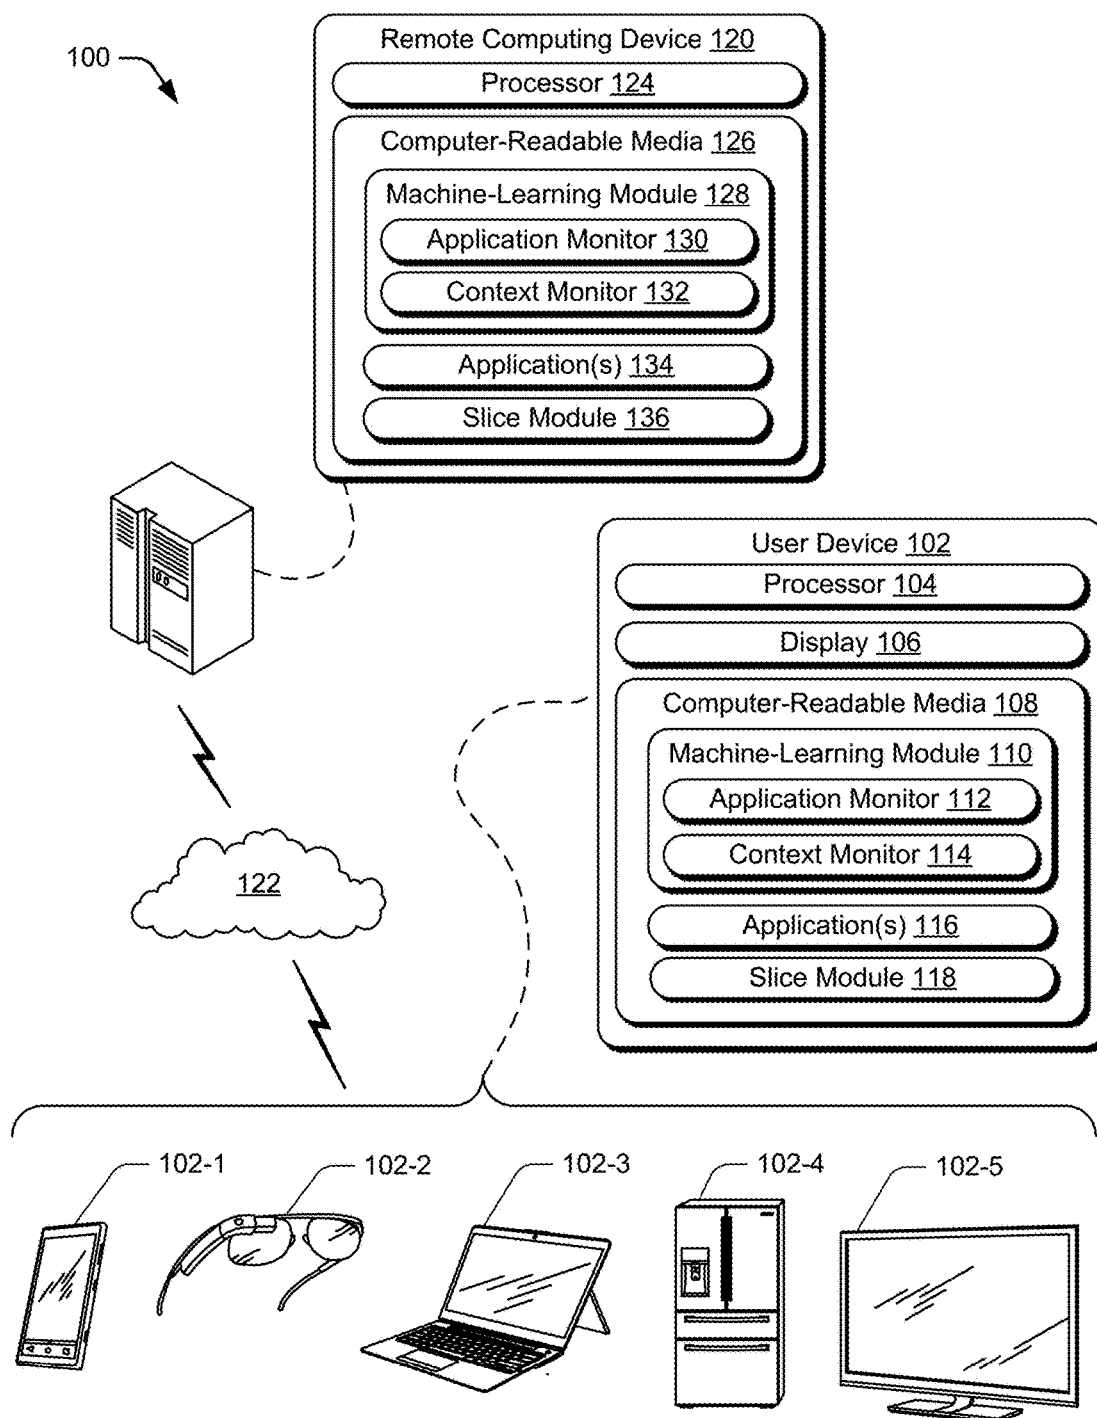 100
Remote Computing Device 120
Processor 124
Computer-Readable Media 126
Machine-Learning Module 128
Application Monitor 130
Context Monitor 132
Application(s) 134
Slice Module 136
User Device 102
Processor 104
Display 106
Computer-Readable Media 108
Machine-Learning Module 110
Application Monitor 112
Context Monitor 114
Application(s) 116
Slice Module 118
122
102-1
102-2
102-3
102-4
102-5